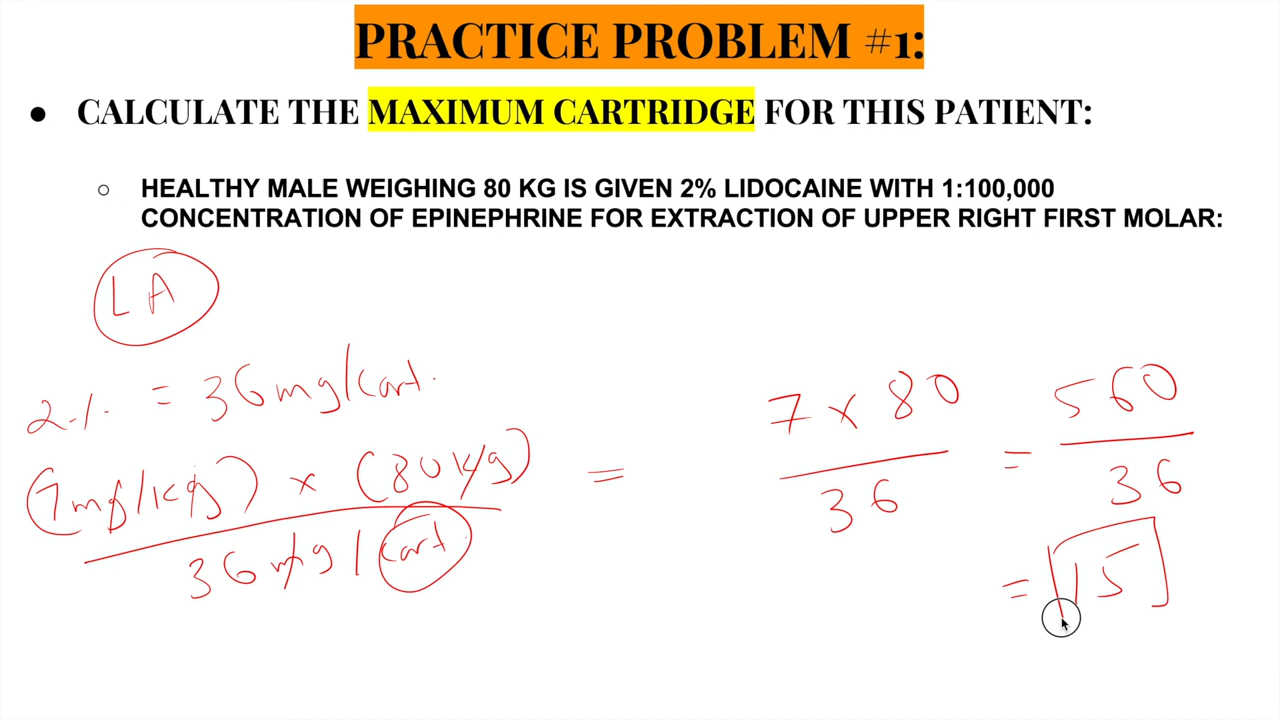 PRACTICE PROBLEM #1:
● CALCULATE THE MAXIMUM CARTRIDGE FOR THIS PATIENT:
○ HEALTHY MALE WEIGHING 80 KG IS GIVEN 2% LIDOCAINE WITH 1:100,000
CONCENTRATION OF EPINEPHRINE FOR EXTRACTION OF UPPER RIGHT FIRST MOLAR:
LA
2% = 36mg/cart.
(7mg/kg) x (80kg)
36mg/cart.
=
7 x 80
36
=
560
36
= 15